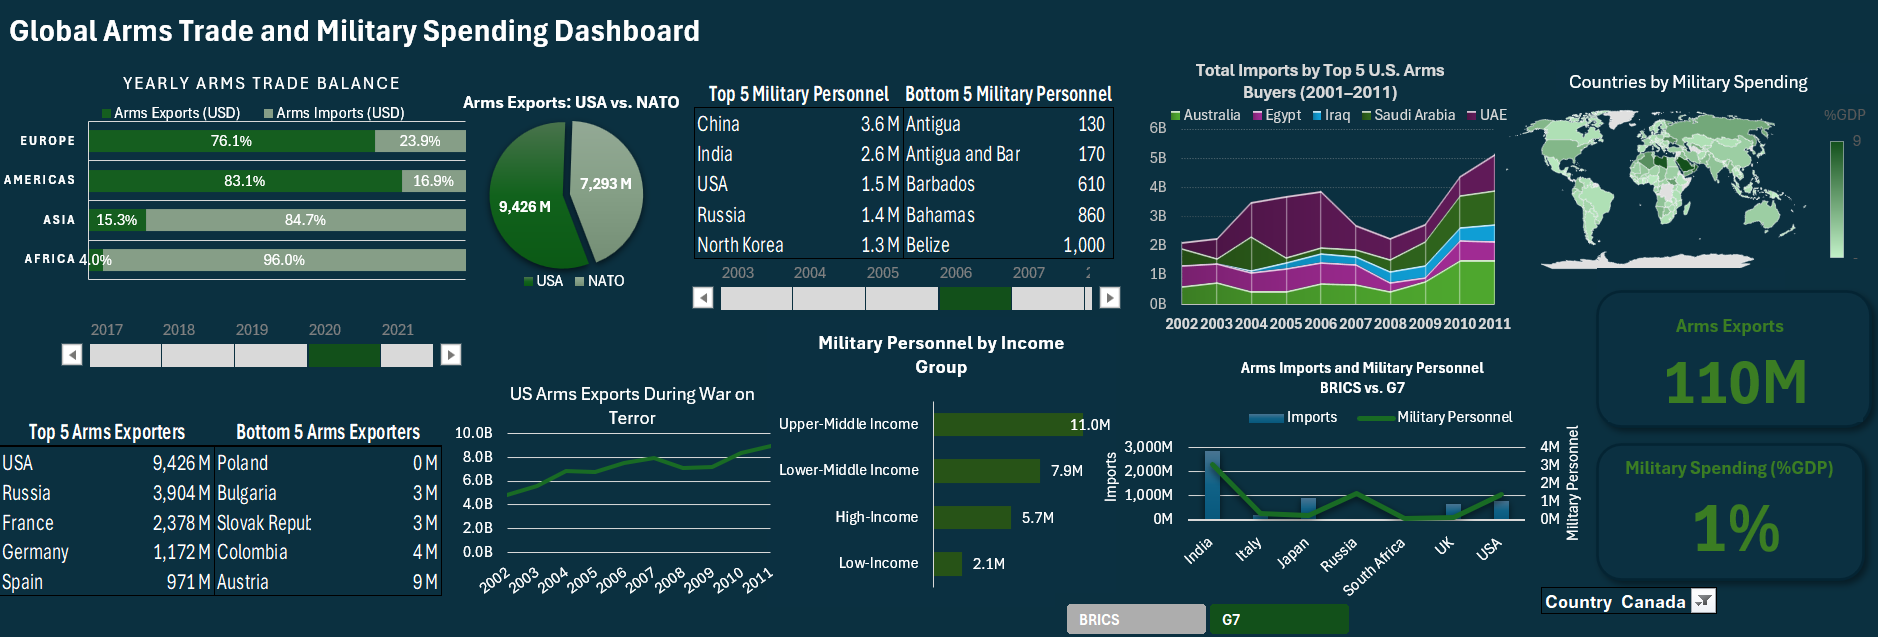 Global Arms Trade and Military Spending Dashboard
YEARLY ARMS TRADE BALANCE
Arms Exports (USD) Arms Imports (USD)
EUROPE 76.1% 23.9%
AMERICAS 83.1% 16.9%
ASIA 15.3% 84.7%
AFRICA 4.0% 96.0%
2017 2018 2019 2020 2021
Arms Exports: USA vs. NATO
9,426 M
7,293 M
USA NATO
Top 5 Military Personnel Bottom 5 Military Personnel
China 3.6 M Antigua 130
India 2.6 M Antigua and Bar 170
USA 1.5 M Barbados 610
Russia 1.4 M Bahamas 860
North Korea 1.3 M Belize 1,000
2003 2004 2005 2006 2007
Total Imports by Top 5 U.S. Arms
Buyers (2001–2011)
Australia Egypt Iraq Saudi Arabia UAE
6B
5B
4B
3B
2B
1B
0B
2002 2003 2004 2005 2006 2007 2008 2009 2010 2011
Countries by Military Spending
%GDP
9
-
Arms Exports
110M
Military Spending (%GDP)
1%
Country Canada
Top 5 Arms Exporters Bottom 5 Arms Exporters
USA 9,426 M Poland 0 M
Russia 3,904 M Bulgaria 3 M
France 2,378 M Slovak Repub 3 M
Germany 1,172 M Colombia 4 M
Spain 971 M Austria 9 M
US Arms Exports During War on
Terror
10.0B
8.0B
6.0B
4.0B
2.0B
0.0B
2002 2003 2004 2005 2006 2007 2008 2009 2010 2011
Military Personnel by Income
Group
Upper-Middle Income 11.0M
Lower-Middle Income 7.9M
High-Income 5.7M
Low-Income 2.1M
Arms Imports and Military Personnel
BRICS vs. G7
Imports Military Personnel
Imports
3,000M
2,000M
1,000M
0M
4M
3M
2M
1M
0M
Military Personnel
India Italy Japan Russia South Africa UK USA
BRICS G7